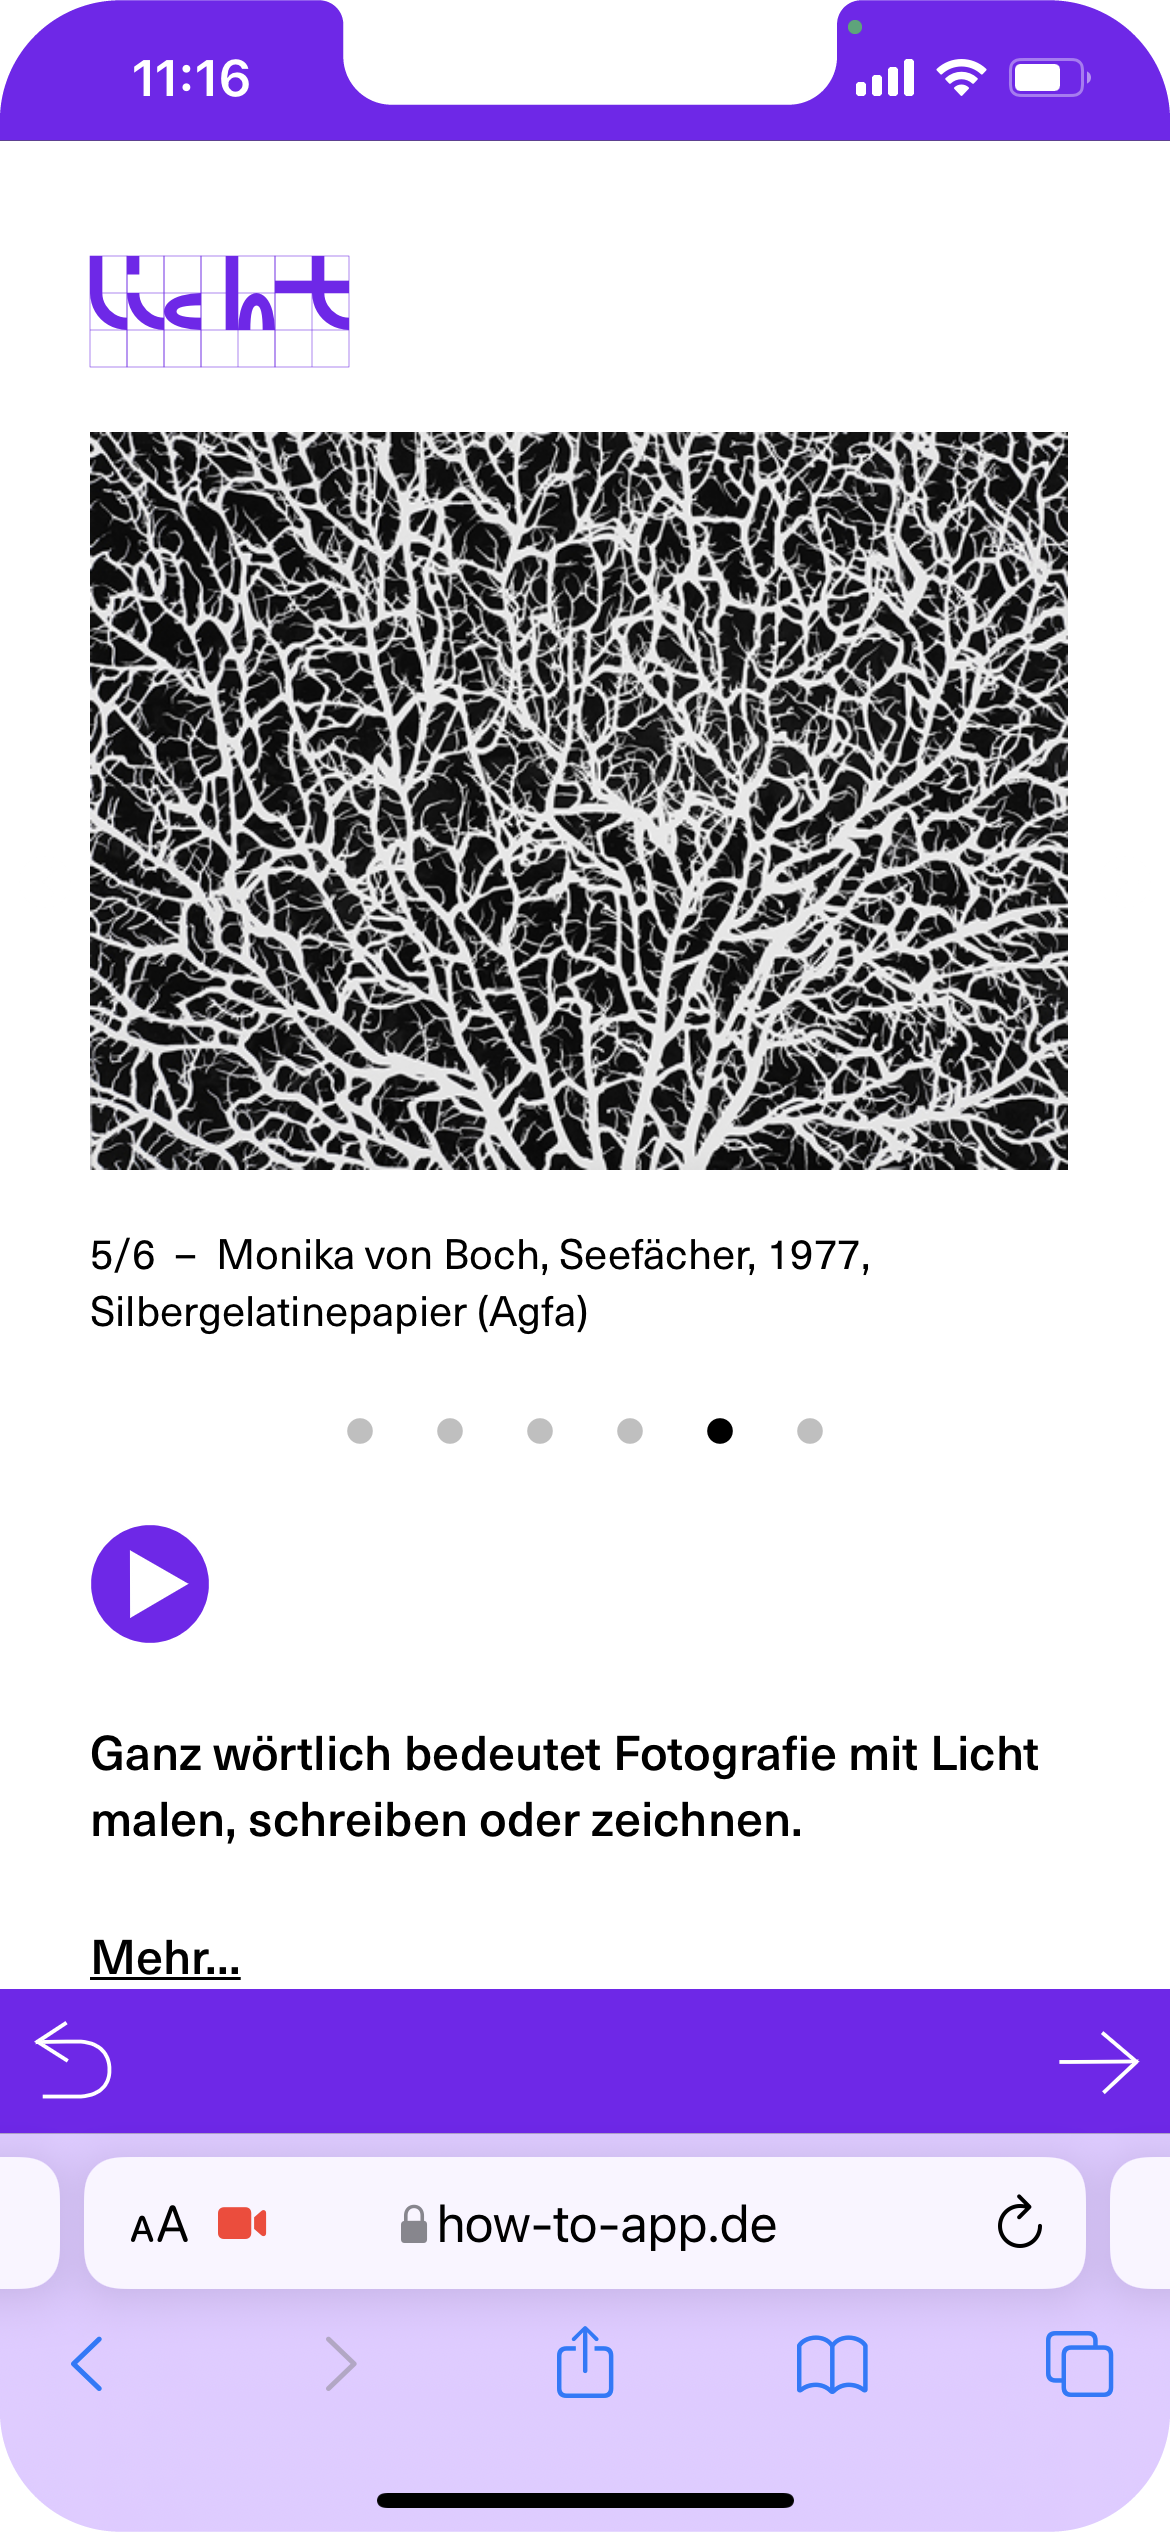 11:16
licht
5/6 – Monika von Boch, Seefächer, 1977,
Silbergelatinepapier (Agfa)
Ganz wörtlich bedeutet Fotografie mit Licht
malen, schreiben oder zeichnen.
Mehr...
AA how-to-app.de